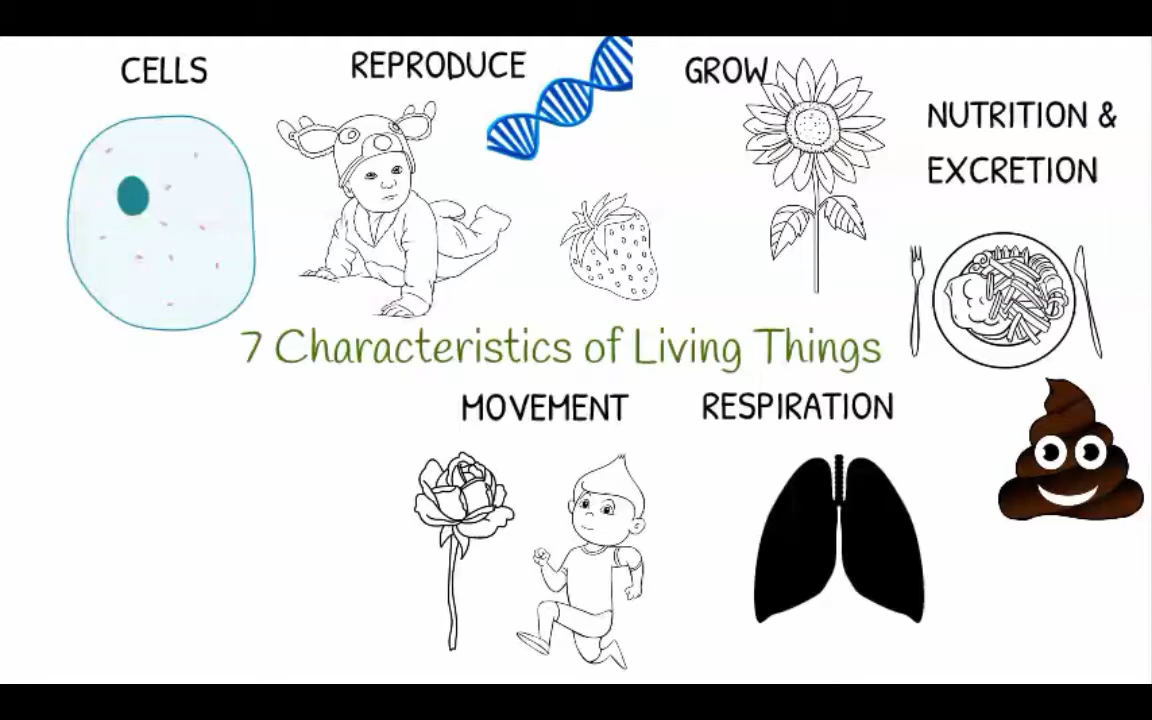 CELLS
REPRODUCE
GROW
NUTRITION &
EXCRETION
7 Characteristics of Living Things
MOVEMENT
RESPIRATION